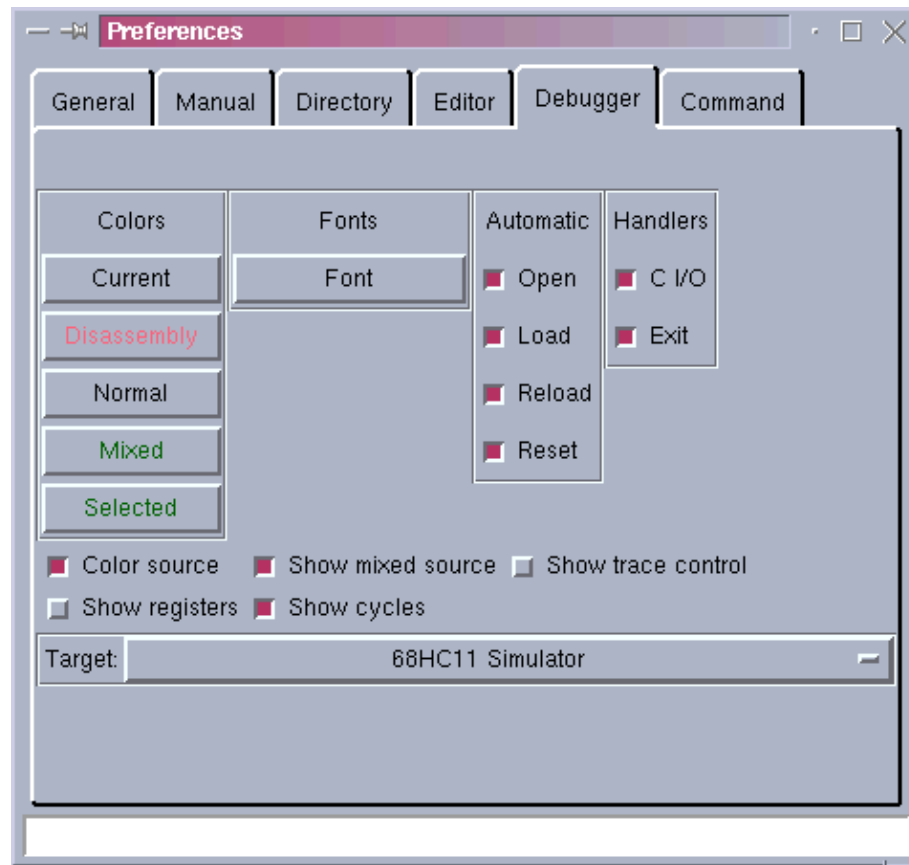 Preferences
General Manual Directory Editor Debugger Command
Colors Fonts Automatic Handlers
Current Font Open C I/O
Disassembly Load Exit
Normal Reload
Mixed Reset
Selected
Color source Show mixed source Show trace control
Show registers Show cycles
Target: 68HC11 Simulator